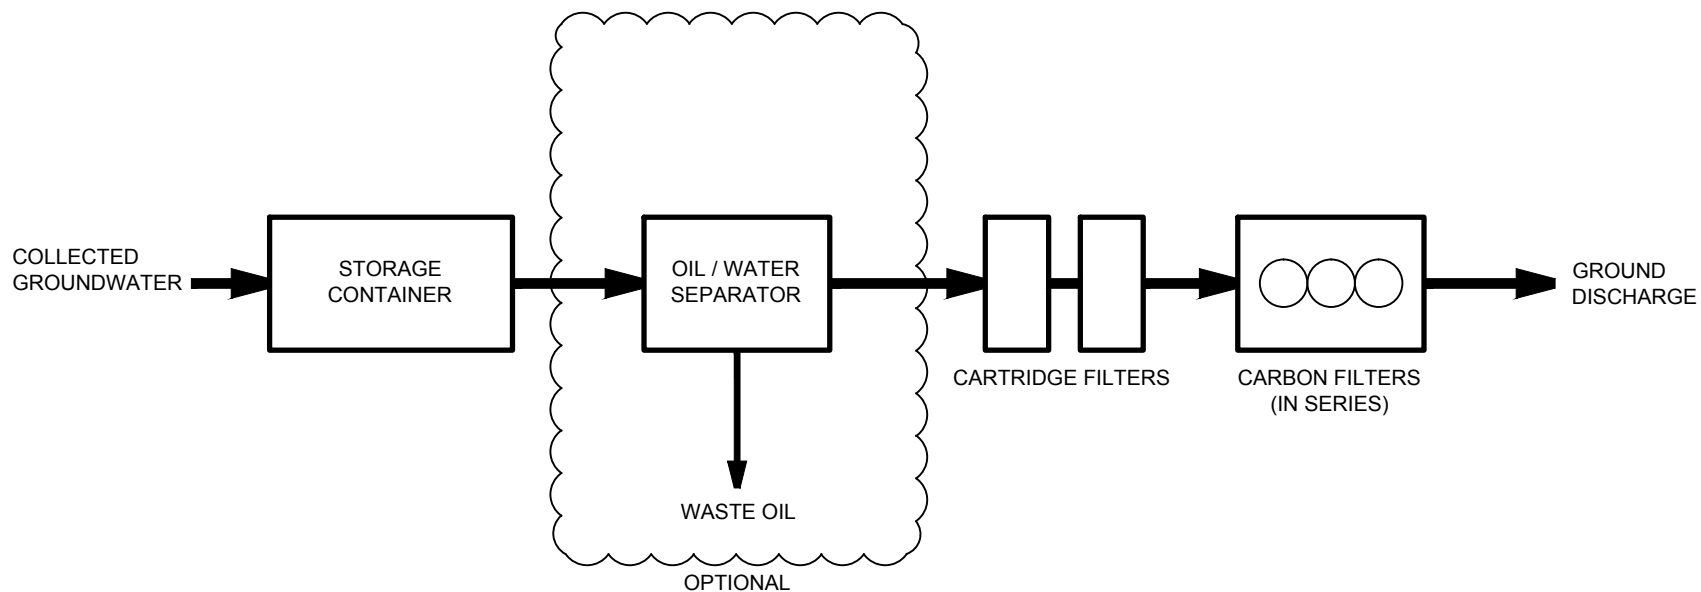 COLLECTED
GROUNDWATER
STORAGE
CONTAINER
OIL / WATER
SEPARATOR
WASTE OIL
OPTIONAL
CARTRIDGE FILTERS
CARBON FILTERS
(IN SERIES)
GROUND
DISCHARGE